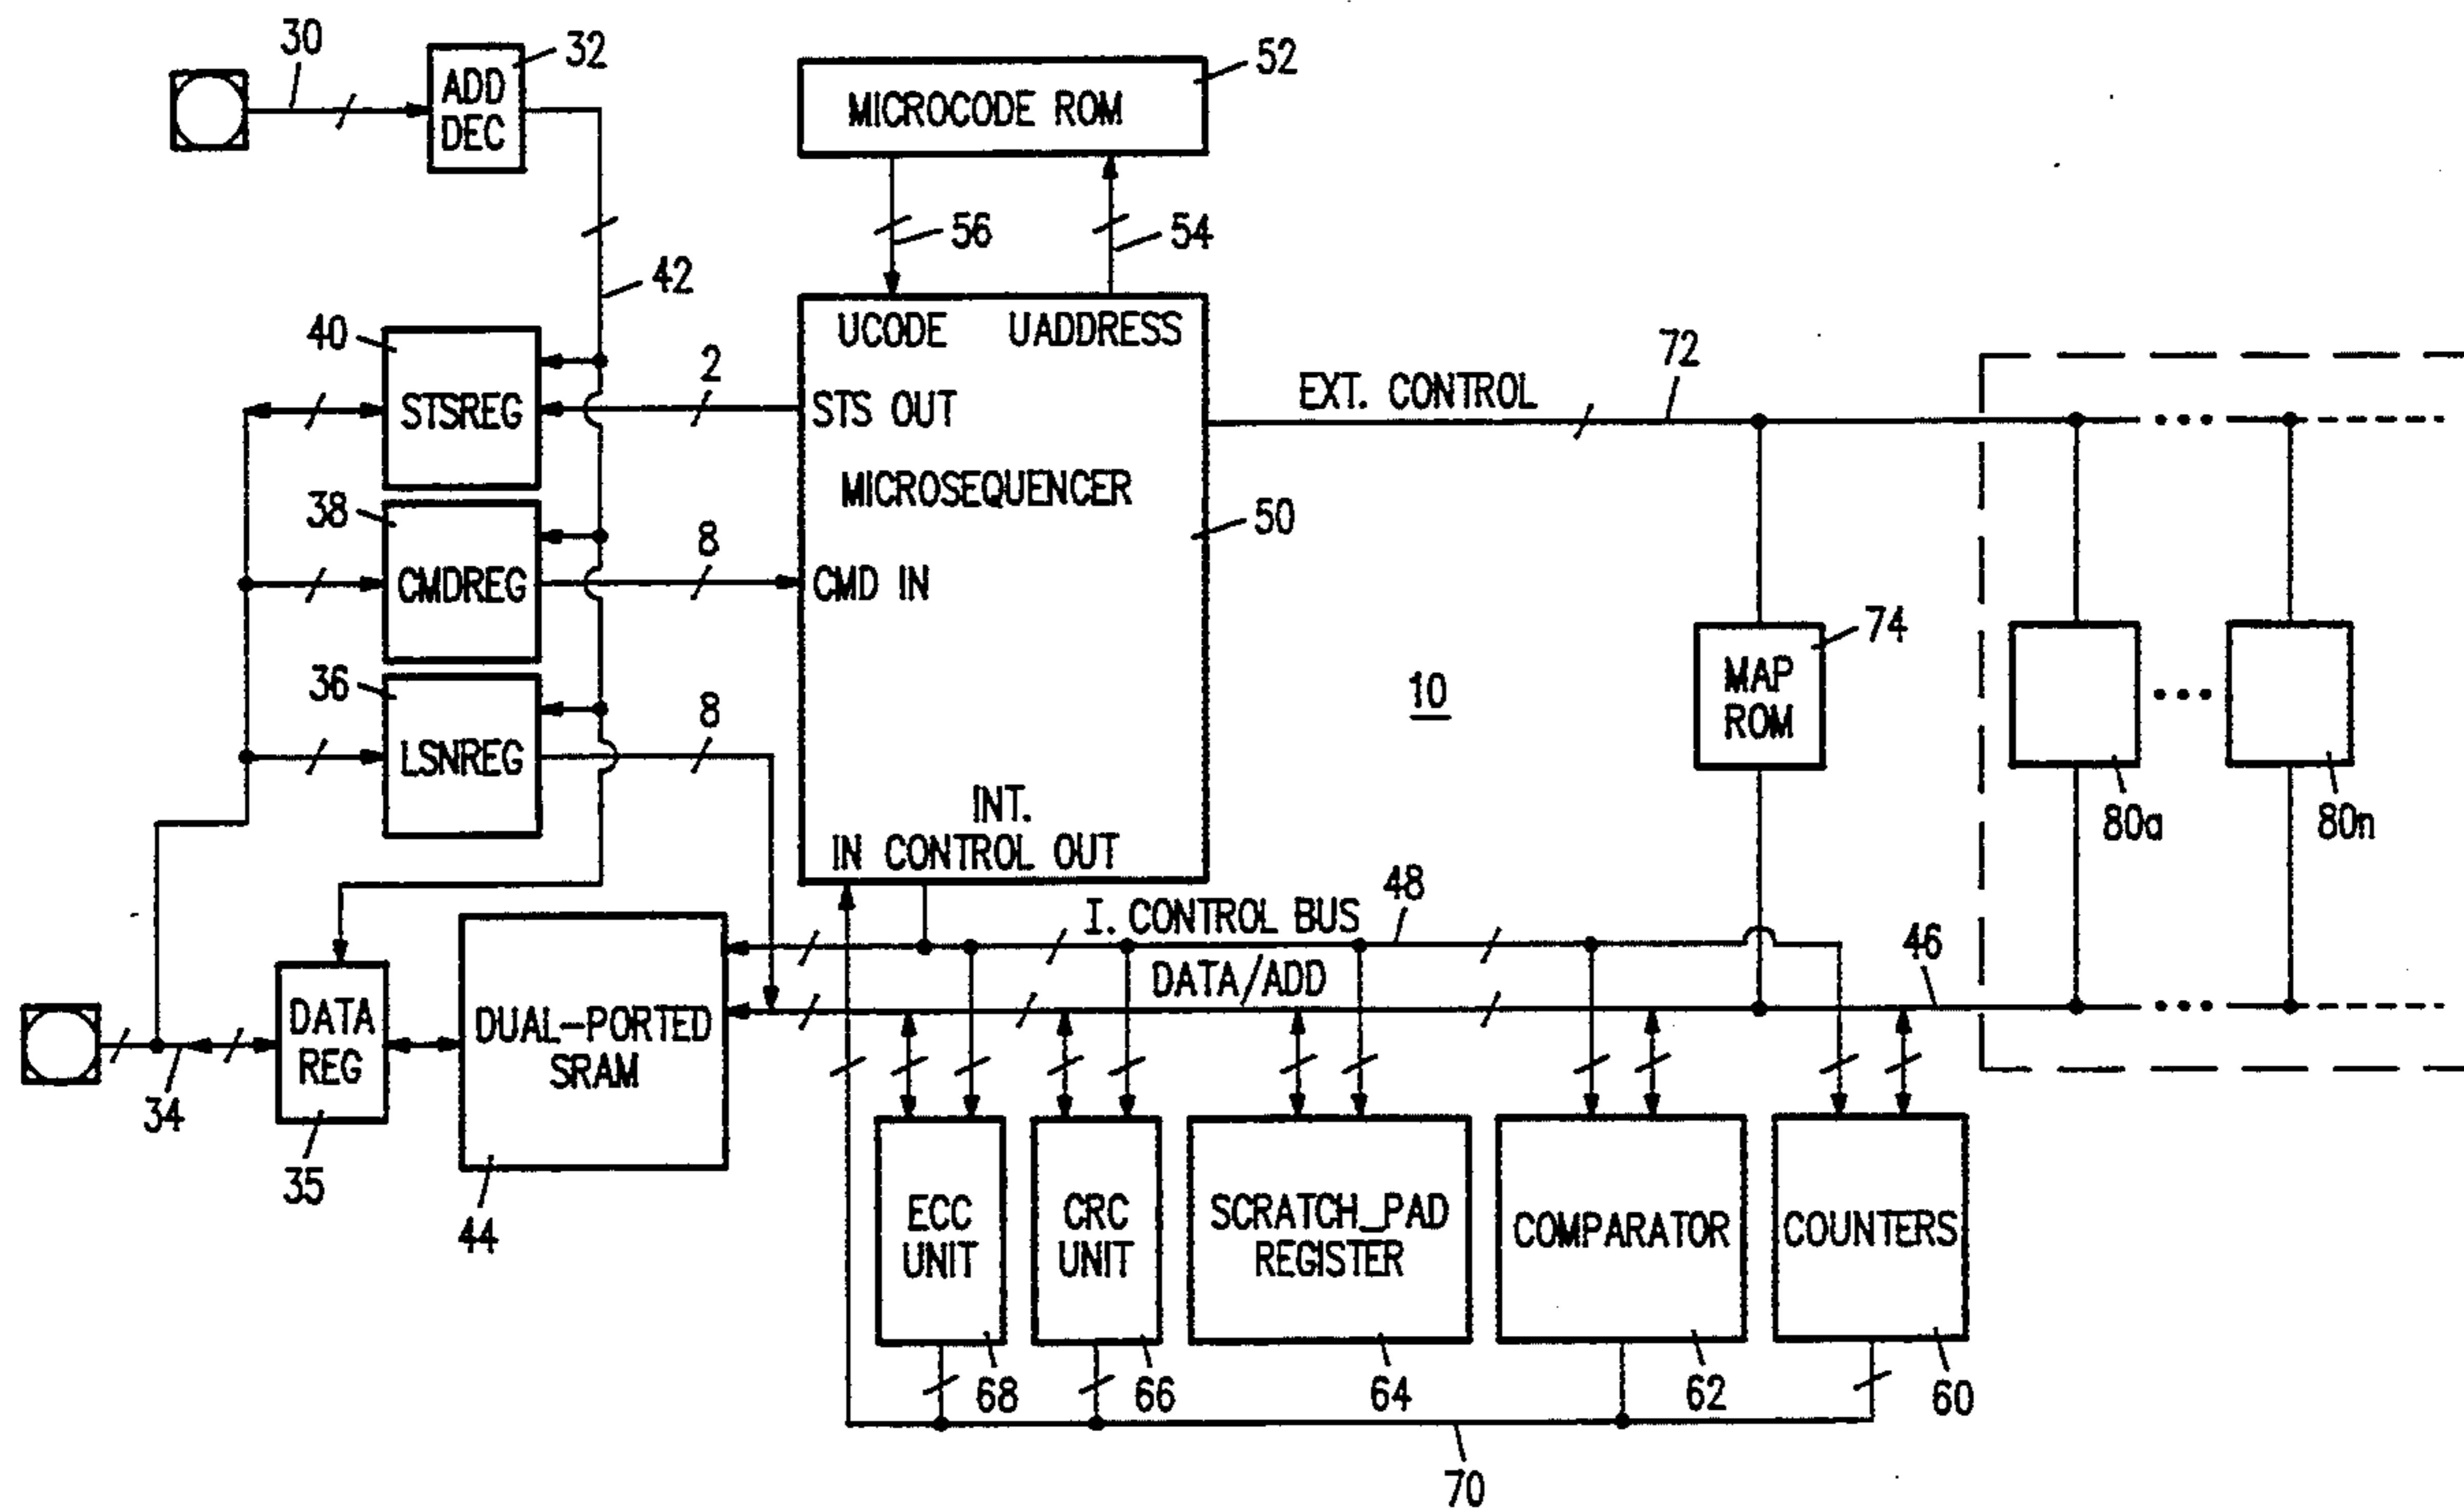 30
32
ADD
DEC
52
MICROCODE ROM
56
54
42
40
STSREG
2
UCODE
UADDRESS
STS OUT
EXT. CONTROL
72
MICROSEQUENCER
50
38
CMDREG
8
CMD IN
36
LSNREG
8
10
74
MAP
ROM
80a
80n
INT.
IN CONTROL OUT
48
I. CONTROL BUS
DATA/ADD
46
34
DATA
REG
35
DUAL-PORTED
SRAM
44
ECC
UNIT
68
CRC
UNIT
66
SCRATCH_PAD
REGISTER
64
COMPARATOR
62
COUNTERS
60
70